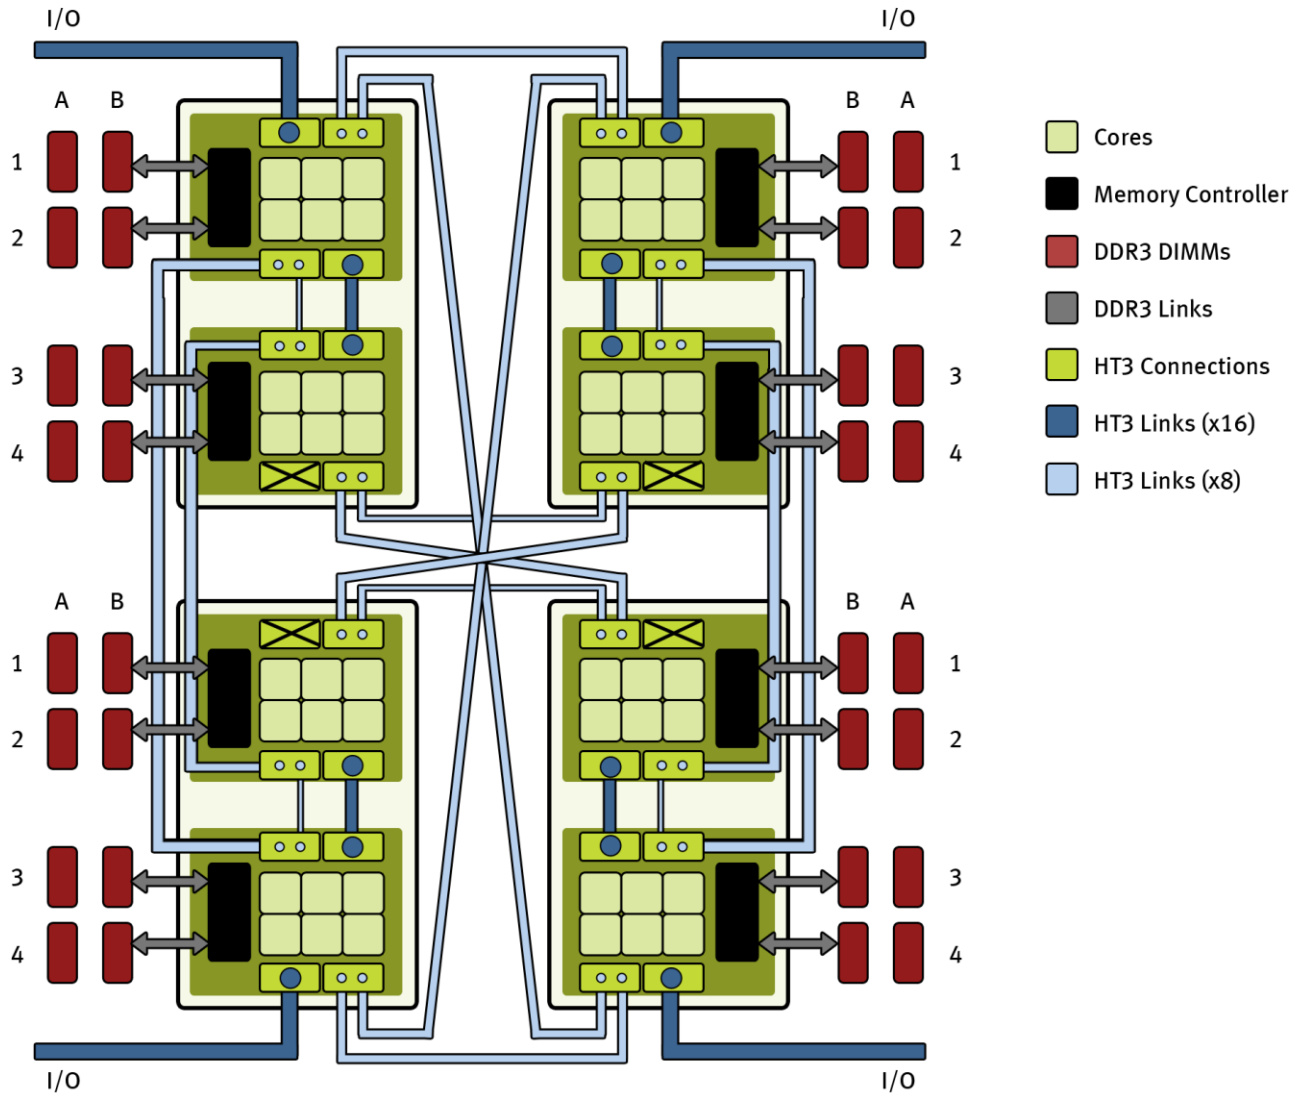 I/O I/O
A B B A
1 1
2 2
3 3
4 4
A B B A
1 1
2 2
3 3
4 4
I/O I/O
Cores
Memory Controller
DDR3 DIMMs
DDR3 Links
HT3 Connections
HT3 Links (x16)
HT3 Links (x8)